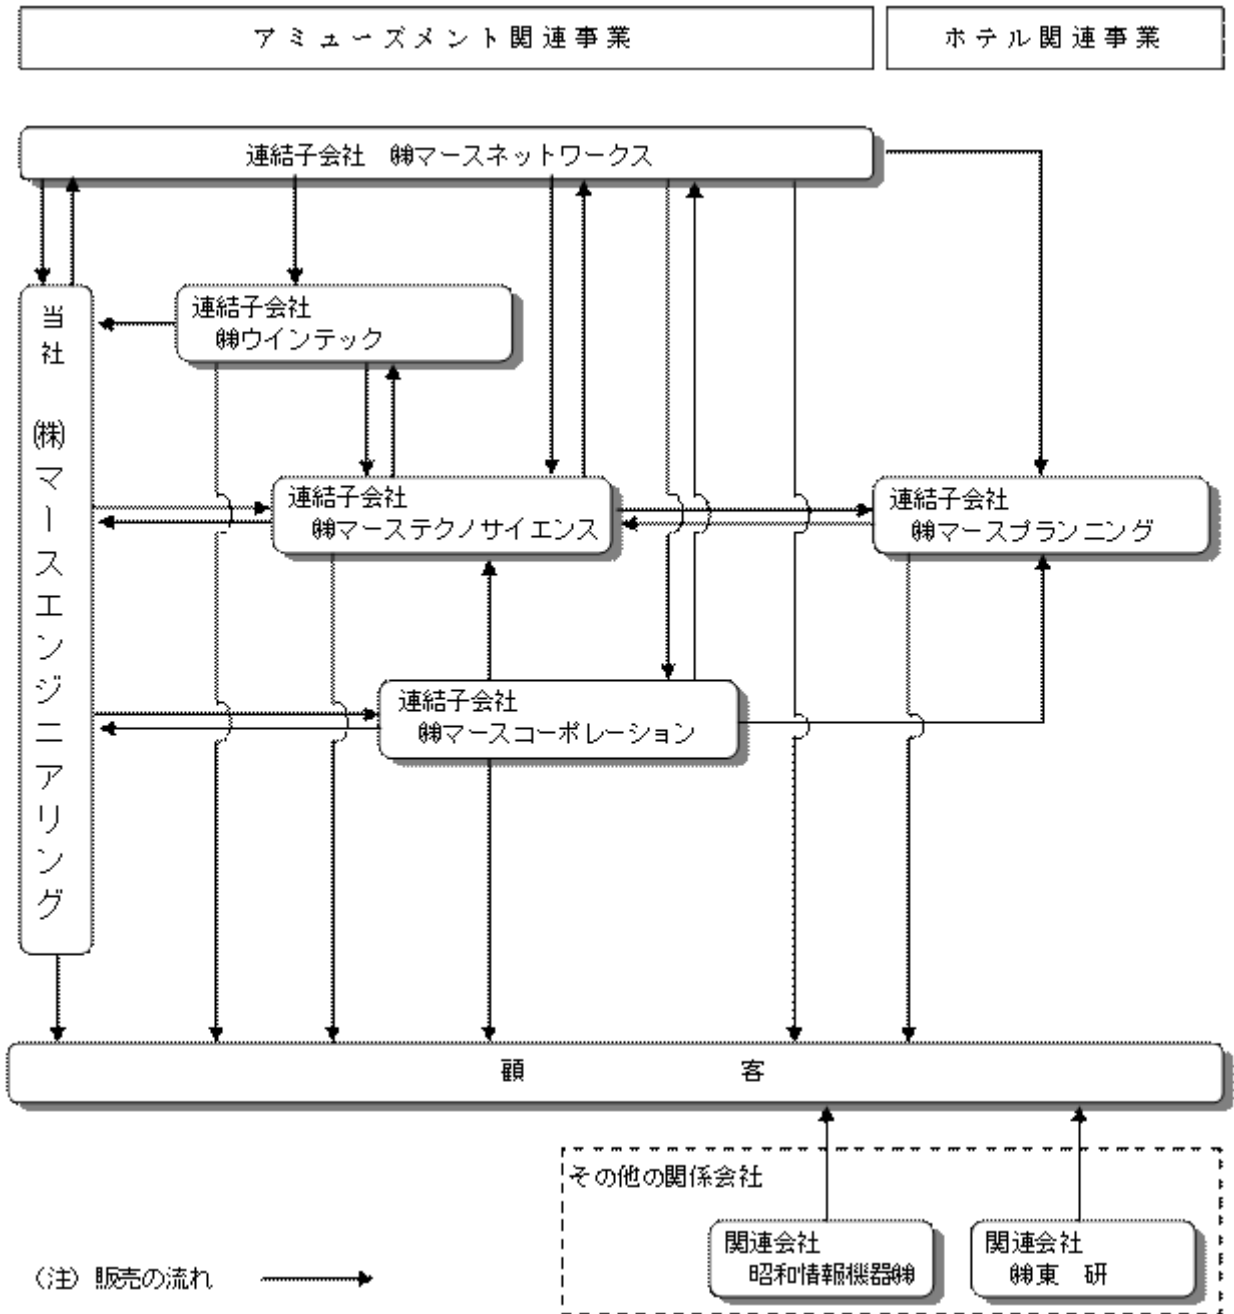 アミューズメント関連事業
ホテル関連事業
連結子会社 ㈱マースネットワークス
連結子会社
㈱ウインテック
当社 ㈱マースエンジニアリング
連結子会社
㈱マーステクノサイエンス
連結子会社
㈱マースプランニング
連結子会社
㈱マースコーポレーション
顧客
その他の関係会社
関連会社
昭和情報機器㈱
関連会社
㈱東 研
(注) 販売の流れ